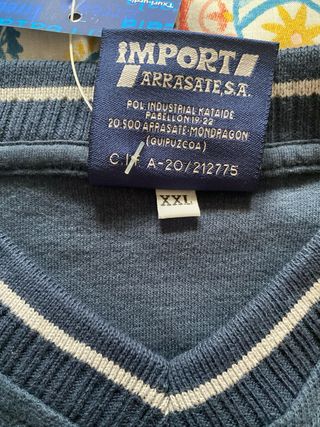 iMPORT
ARRASATE, S.A.
POL. INDUSTRIAL KATAIDE
PABELLON 19-22
20.500 ARRASATE-MONDRAGON
(GUIPUZCOA)
C.I.F. A-20/212775
XXL